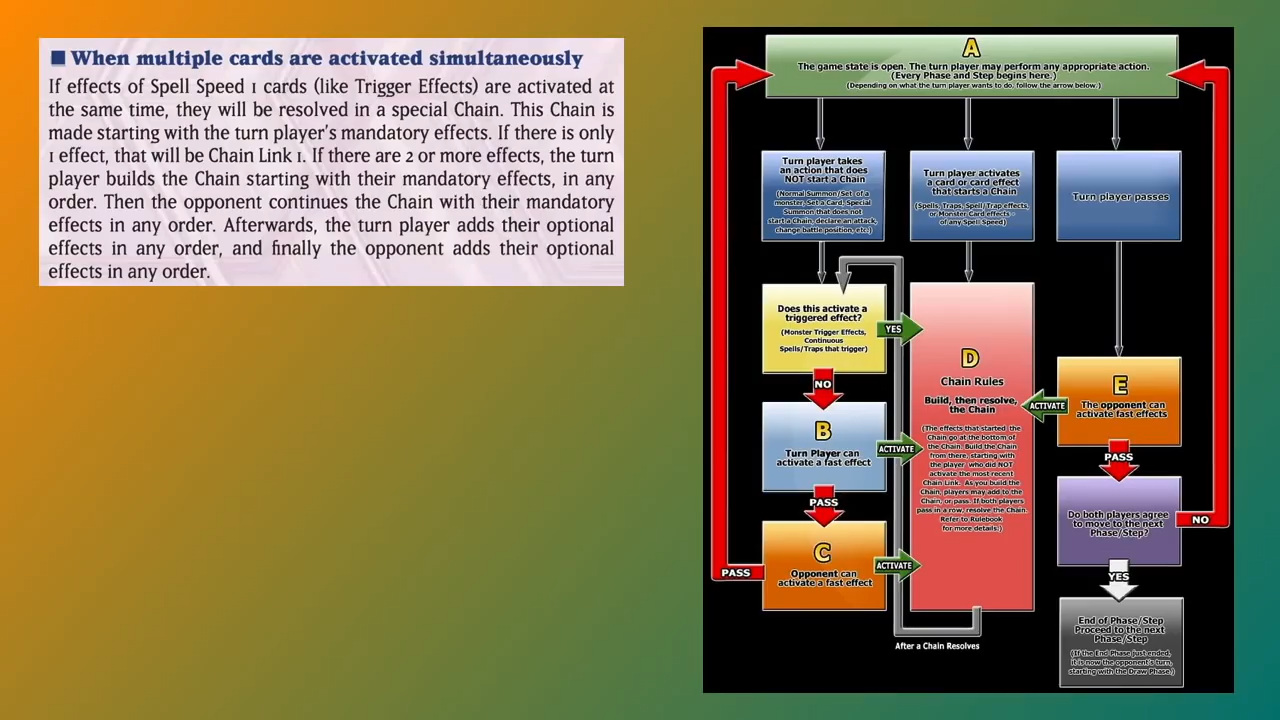 ■ When multiple cards are activated simultaneously
If effects of Spell Speed 1 cards (like Trigger Effects) are activated at
the same time, they will be resolved in a special Chain. This Chain is
made starting with the turn player's mandatory effects. If there is only
1 effect, that will be Chain Link 1. If there are 2 or more effects, the turn
player builds the Chain starting with their mandatory effects, in any
order. Then the opponent continues the Chain with their mandatory
effects in any order. Afterwards, the turn player adds their optional
effects in any order, and finally the opponent adds their optional
effects in any order.
A
The game state is open. The turn player may perform any appropriate action.
(Every Phase and Step begins here.)
(Depending on what the turn player wants to do, follow the arrow below.)
Turn player takes
an action that does
NOT start a Chain
(Normal Summon/Set of a
monster, Set a Card, Special
Summon that does not
start a Chain, declare an attack,
change battle position, etc.)
Turn player activates
a card or card effect
that starts a Chain
(Spells, Traps, Spell/Trap effects,
or Monster Card effects -
of any Spell Speed)
Turn player passes
Does this activate a
triggered effect?
(Monster Trigger Effects,
Continuous
Spells/Traps that trigger)
YES
NO
B
Turn Player can
activate a fast effect
ACTIVATE
PASS
C
Opponent can
activate a fast effect
ACTIVATE
PASS
D
Chain Rules
Build, then resolve,
the Chain
(The effects that started the
Chain go at the bottom of
the Chain. Build the Chain
from there, starting with
the player who did NOT
activate the most recent
Chain Link. As you build the
Chain, players may add to the
Chain, or pass. If both players
pass in a row, resolve the Chain.
Refer to Rulebook
for more details.)
After a Chain Resolves
E
The opponent can
activate fast effects
ACTIVATE
PASS
Do both players agree
to move to the next
Phase/Step?
NO
YES
End of Phase/Step
Proceed to the next
Phase/Step
(If the End Phase just ended,
it is now the opponent's turn,
starting with the Draw Phase.)